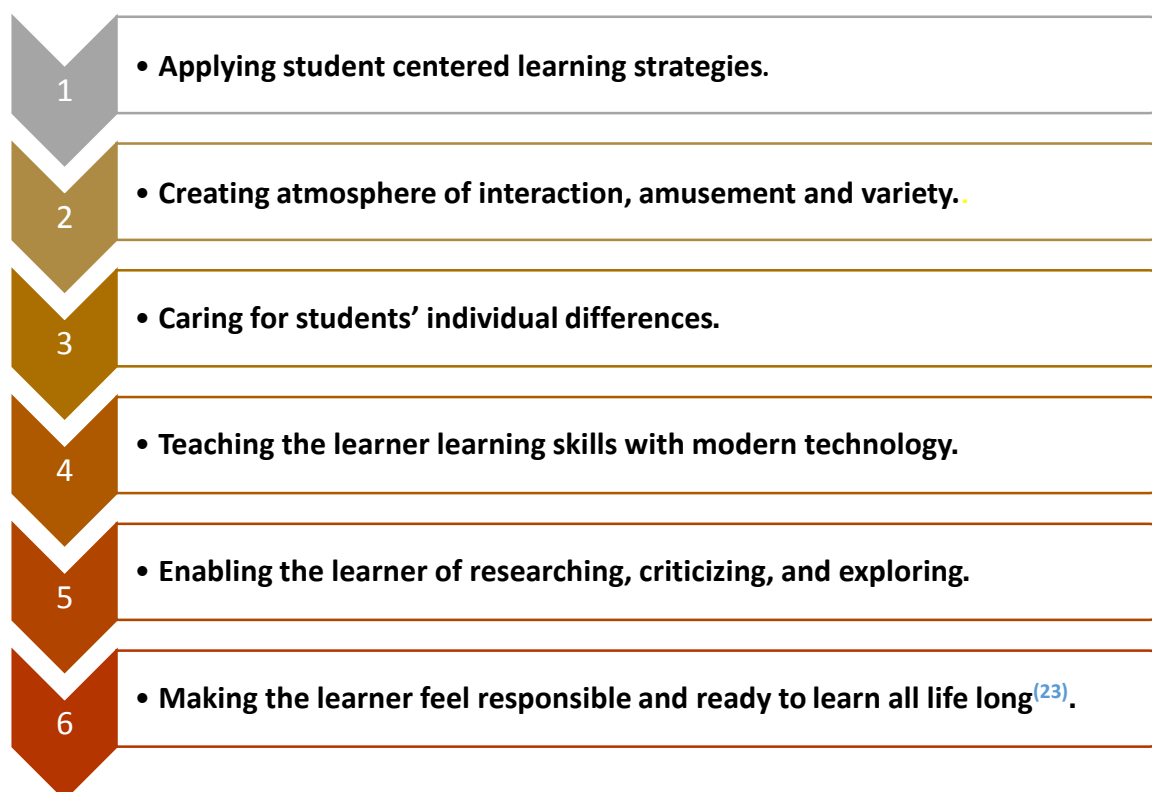 1
• Applying student centered learning strategies.
2
• Creating atmosphere of interaction, amusement and variety..
3
• Caring for students’ individual differences.
4
• Teaching the learner learning skills with modern technology.
5
• Enabling the learner of researching, criticizing, and exploring.
6
• Making the learner feel responsible and ready to learn all life long(23).